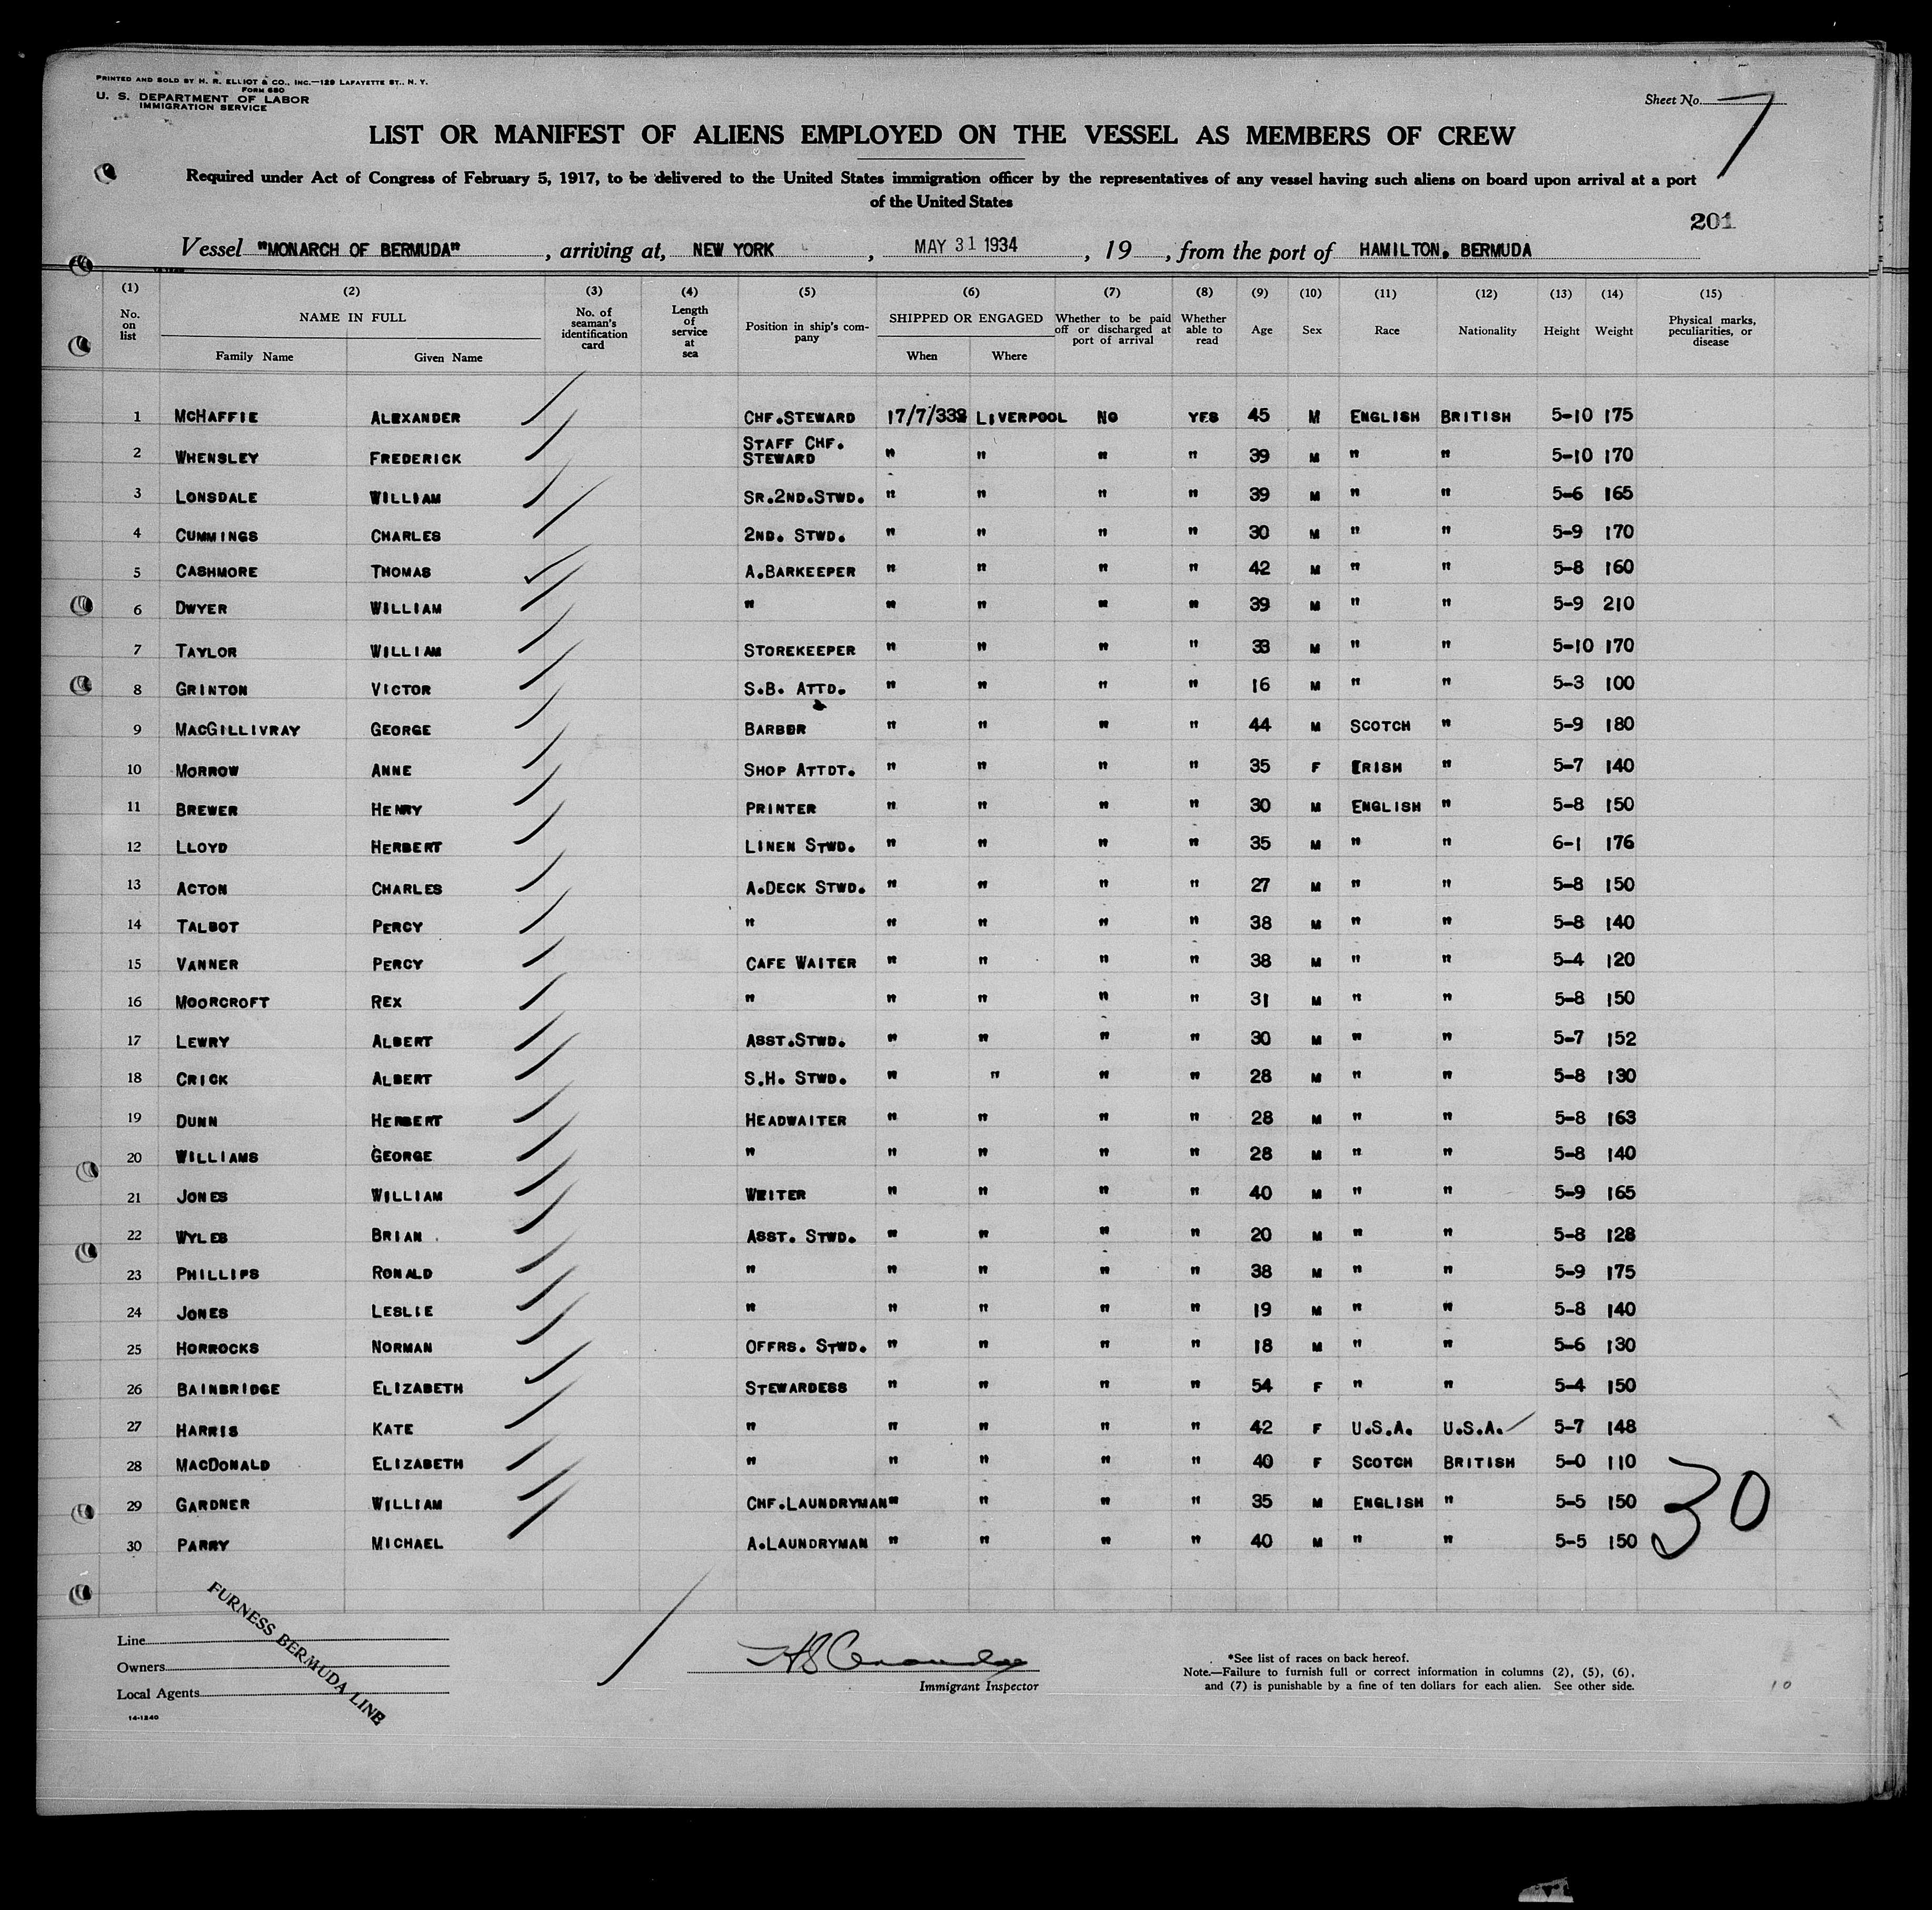 PRINTED AND SOLD BY H. R. ELLIOT & CO., INC.—129 LAFAYETTE ST., N. Y.
FORM 680
U. S. DEPARTMENT OF LABOR
IMMIGRATION SERVICE
Sheet No. 7
LIST OR MANIFEST OF ALIENS EMPLOYED ON THE VESSEL AS MEMBERS OF CREW
Required under Act of Congress of February 5, 1917, to be delivered to the United States immigration officer by the representatives of any vessel having such aliens on board upon arrival at a port
of the United States
201
Vessel "MONARCH OF BERMUDA", arriving at, NEW YORK, MAY 31 1934, 19 , from the port of HAMILTON, BERMUDA
(1) (2) (3) (4) (5) (6) (7) (8) (9) (10) (11) (12) (13) (14) (15)
No. on list NAME IN FULL Family Name Given Name No. of seaman's identification card Length of service at sea Position in ship's company SHIPPED OR ENGAGED When Where Whether to be paid off or discharged at port of arrival Whether able to read Age Sex Race Nationality Height Weight Physical marks, peculiarities, or disease
1 MCHAFFIE ALEXANDER CHF.STEWARD 17/7/33 LIVERPOOL NO YES 45 M ENGLISH BRITISH 5-10 175
2 WHENSLEY FREDERICK STAFF CHF. STEWARD " " " " 39 M " " 5-10 170
3 LONSDALE WILLIAM SR.2ND.STWD. " " " " 39 M " " 5-6 165
4 CUMMINGS CHARLES 2ND. STWD. " " " " 30 M " " 5-9 170
5 CASHMORE THOMAS A.BARKEEPER " " " " 42 M " " 5-8 160
6 DWYER WILLIAM " " " " " 39 M " " 5-9 210
7 TAYLOR WILLIAM STOREKEEPER " " " " 33 M " " 5-10 170
8 GRINTON VICTOR S.B. ATTD. " " " " 16 M " " 5-3 100
9 MACGILLIVRAY GEORGE BARBER " " " " 44 M SCOTCH " 5-9 180
10 MORROW ANNE SHOP ATTDT. " " " " 35 F IRISH " 5-7 140
11 BREWER HENRY PRINTER " " " " 30 M ENGLISH " 5-8 150
12 LLOYD HERBERT LINEN STWD. " " " " 35 M " " 6-1 176
13 ACTON CHARLES A.DECK STWD. " " " " 27 M " " 5-8 150
14 TALBOT PERCY " " " " " 38 M " " 5-8 140
15 VANNER PERCY CAFE WAITER " " " " 38 M " " 5-4 120
16 MOORCROFT REX " " " " " 31 M " " 5-8 150
17 LEWRY ALBERT ASST.STWD. " " " " 30 M " " 5-7 152
18 CRICK ALBERT S.H. STWD. " " " " 28 M " " 5-8 130
19 DUNN HERBERT HEADWAITER " " " " 28 M " " 5-8 163
20 WILLIAMS GEORGE " " " " " 28 M " " 5-8 140
21 JONES WILLIAM WRITER " " " " 40 M " " 5-9 165
22 WYLES BRIAN ASST. STWD. " " " " 20 M " " 5-8 128
23 PHILLIPS RONALD " " " " " 38 M " " 5-9 175
24 JONES LESLIE " " " " " 19 M " " 5-8 140
25 HORROCKS NORMAN OFFRS. STWD. " " " " 18 M " " 5-6 130
26 BAINBRIDGE ELIZABETH STEWARDESS " " " " 54 F " " 5-4 150
27 HARRIS KATE " " " " " 42 F U.S.A. U.S.A. 5-7 148
28 MACDONALD ELIZABETH " " " " " 40 F SCOTCH BRITISH 5-0 110
29 GARDNER WILLIAM CHF.LAUNDRYMAN " " " " 35 M ENGLISH " 5-5 150
30 PARRY MICHAEL A.LAUNDRYMAN " " " " 40 M " " 5-5 150
30
Line
Owners
Local Agents
FURNESS BERMUDA LINE
14-1240
Immigrant Inspector
*See list of races on back hereof.
Note.—Failure to furnish full or correct information in columns (2), (5), (6),
and (7) is punishable by a fine of ten dollars for each alien. See other side.
10